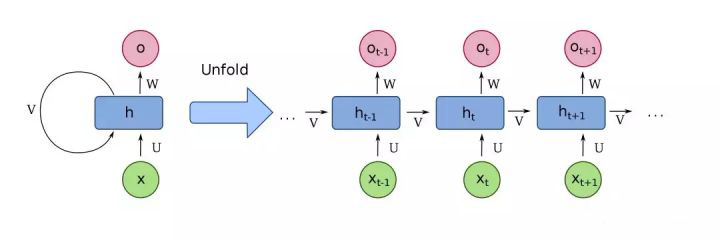 o
W
V
h
U
x
Unfold
o_{t-1} o_t o_{t+1}
W W W
... V h_{t-1} V h_t V h_{t+1} V ...
U U U
x_{t-1} x_t x_{t+1}